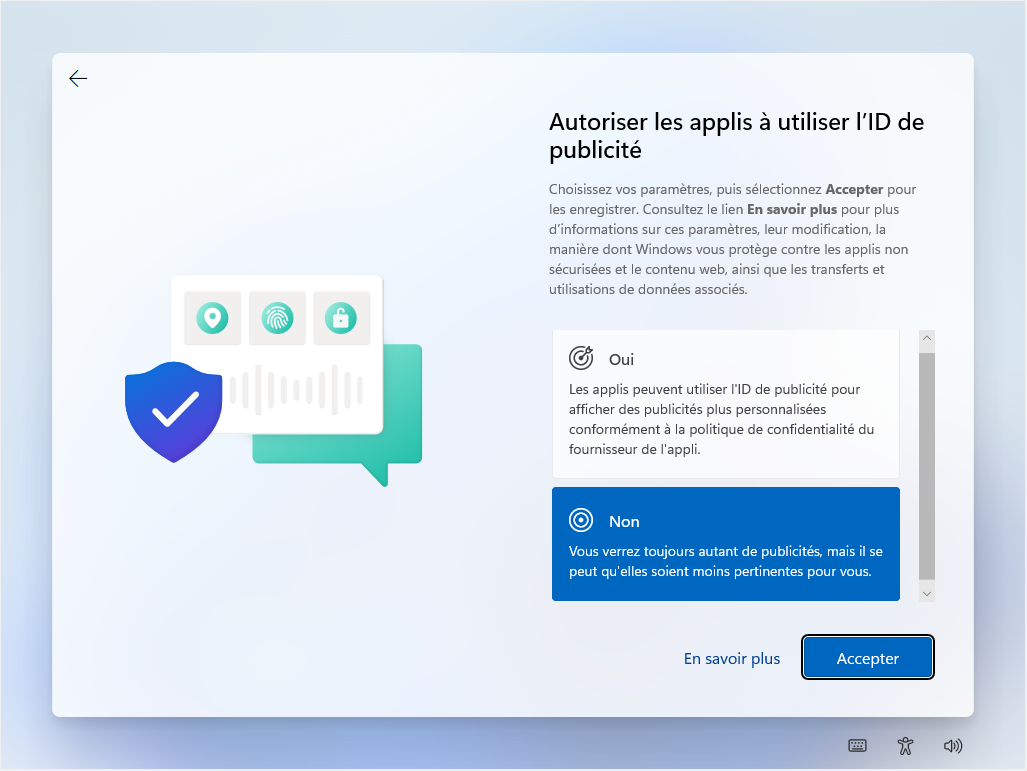 Autoriser les applis à utiliser l’ID de
publicité
Choisissez vos paramètres, puis sélectionnez Accepter pour
les enregistrer. Consultez le lien En savoir plus pour plus
d’informations sur ces paramètres, leur modification, la
manière dont Windows vous protège contre les applis non
sécurisées et le contenu web, ainsi que les transferts et
utilisations de données associés.
Oui
Les applis peuvent utiliser l'ID de publicité pour
afficher des publicités plus personnalisées
conformément à la politique de confidentialité du
fournisseur de l'appli.
Non
Vous verrez toujours autant de publicités, mais il se
peut qu'elles soient moins pertinentes pour vous.
En savoir plus
Accepter